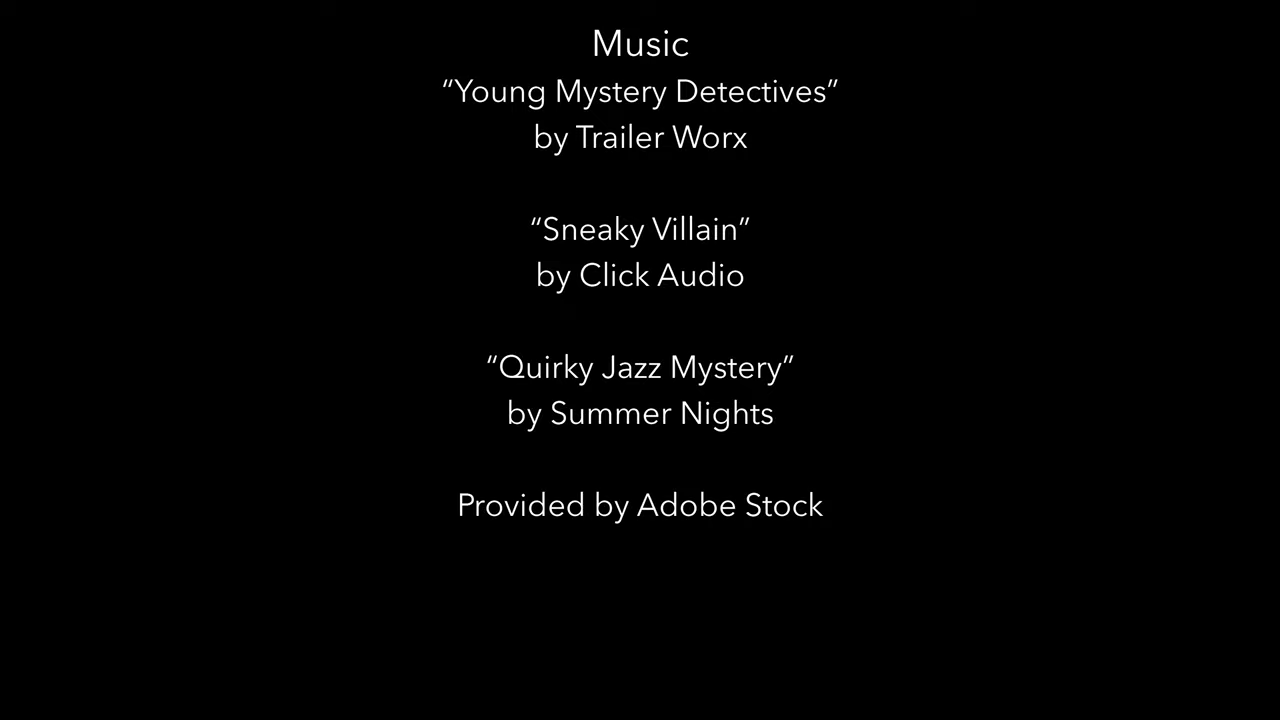 Music
“Young Mystery Detectives”
by Trailer Worx
“Sneaky Villain”
by Click Audio
“Quirky Jazz Mystery”
by Summer Nights
Provided by Adobe Stock